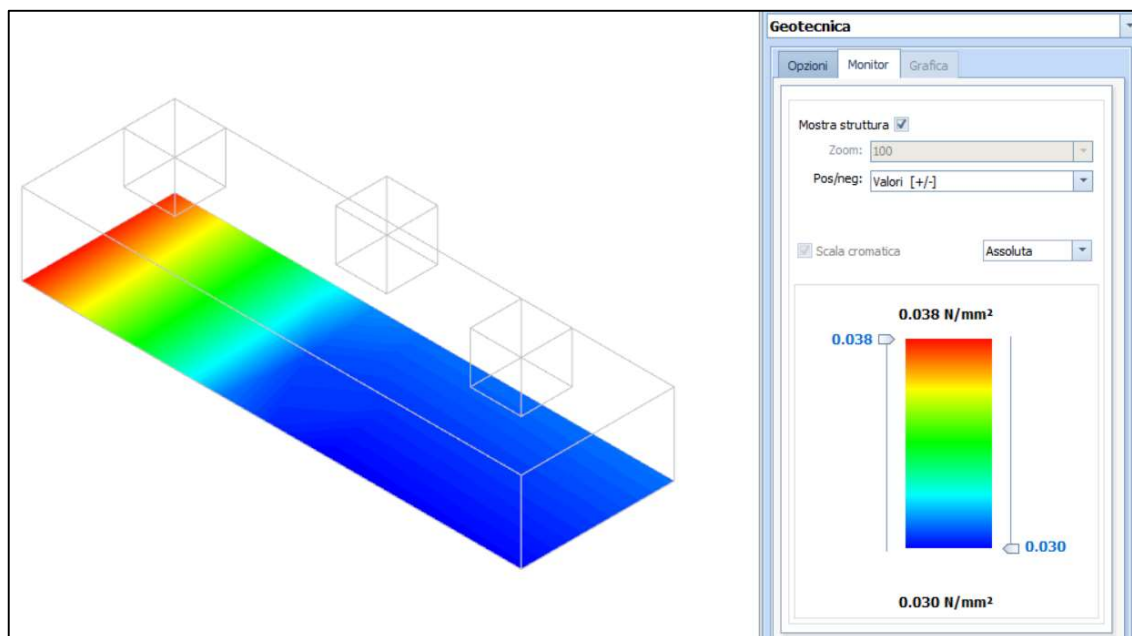 Geotecnica
Opzioni Monitor Grafica
Mostra struttura
Zoom: 100
Pos/neg: Valori [+/-]
Scala cromatica Assoluta
0.038 N/mm²
0.038
0.030
0.030 N/mm²